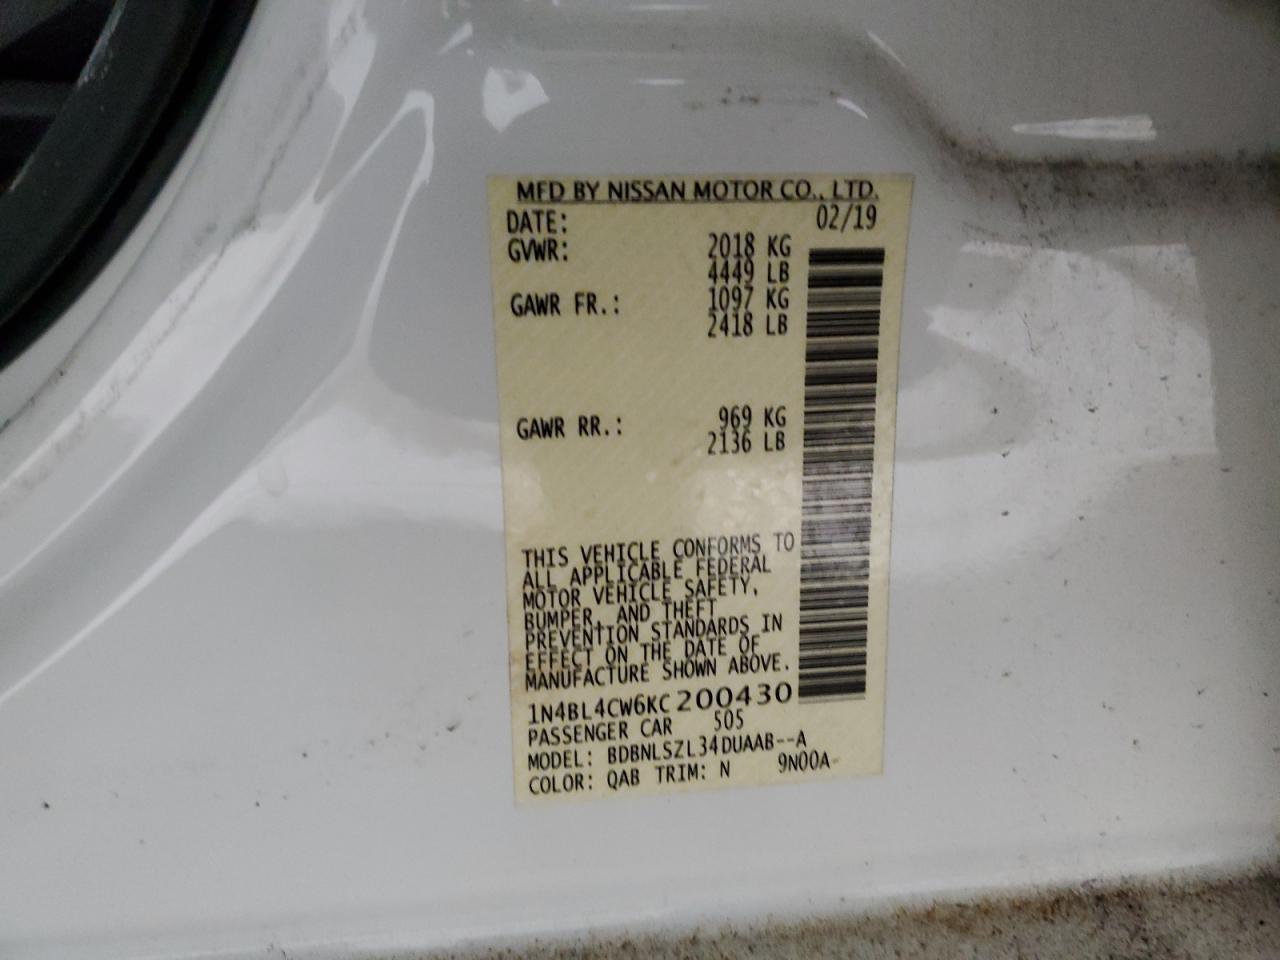 MFD BY NISSAN MOTOR CO., LTD.
DATE: 02/19
GVWR: 2018 KG
4449 LB
GAWR FR.: 1097 KG
2418 LB
GAWR RR.: 969 KG
2136 LB
THIS VEHICLE CONFORMS TO
ALL APPLICABLE FEDERAL
MOTOR VEHICLE SAFETY,
BUMPER, AND THEFT
PREVENTION STANDARDS IN
EFFECT ON THE DATE OF
MANUFACTURE SHOWN ABOVE.
1N4BL4CW6KC200430
PASSENGER CAR 505
MODEL: BDBNLSZL34DUAAB--A
COLOR: QAB TRIM: N 9N00A